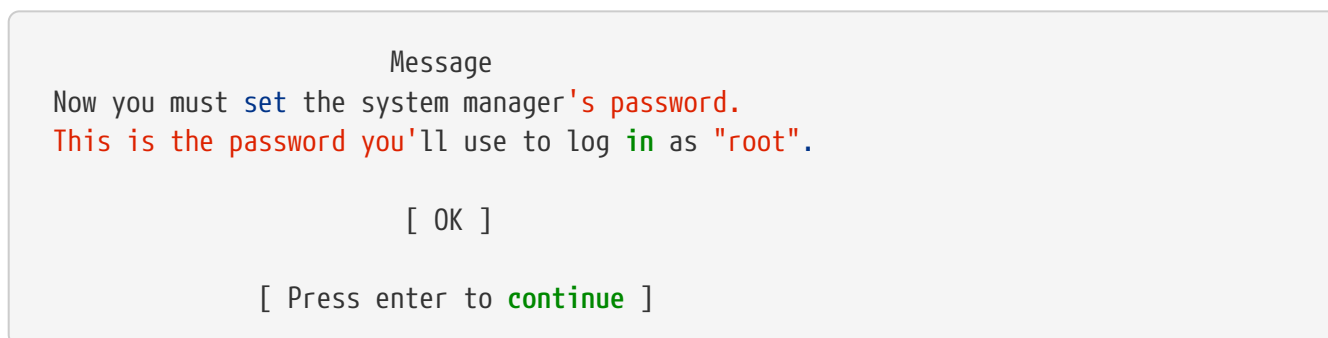 Message
Now you must set the system manager's password.
This is the password you'll use to log in as "root".
[ OK ]
[ Press enter to continue ]